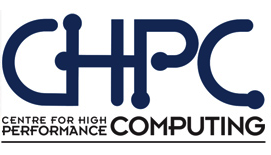 CHPC
CENTRE FOR HIGH
PERFORMANCE COMPUTING